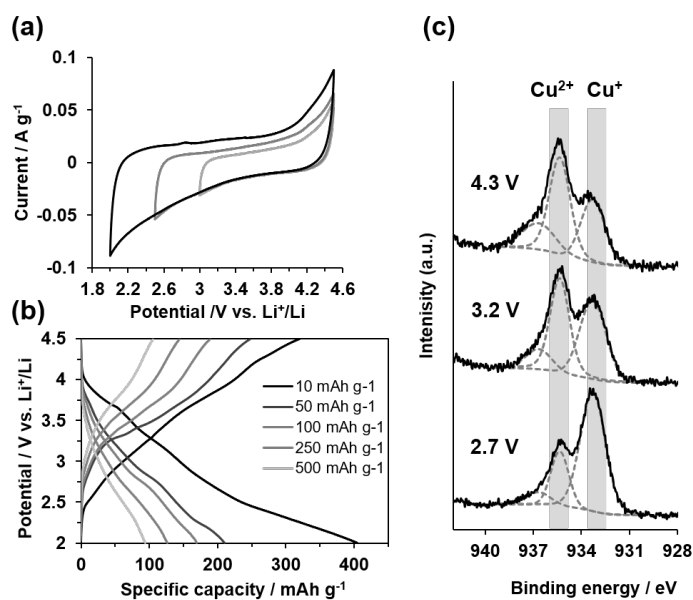 (a)
0.1
0.05
0
-0.05
-0.1
Current / A g-1
1.8 2.2 2.6 3 3.4 3.8 4.2 4.6
Potential /V vs. Li+/Li
(b)
4.5
4
3.5
3
2.5
2
Potential / V vs. Li+/Li
10 mAh g-1
50 mAh g-1
100 mAh g-1
250 mAh g-1
500 mAh g-1
0 100 200 300 400
Specific capacity / mAh g-1
(c)
Cu2+ Cu+
4.3 V
3.2 V
2.7 V
Intenisity (a.u.)
940 937 934 931 928
Binding energy / eV